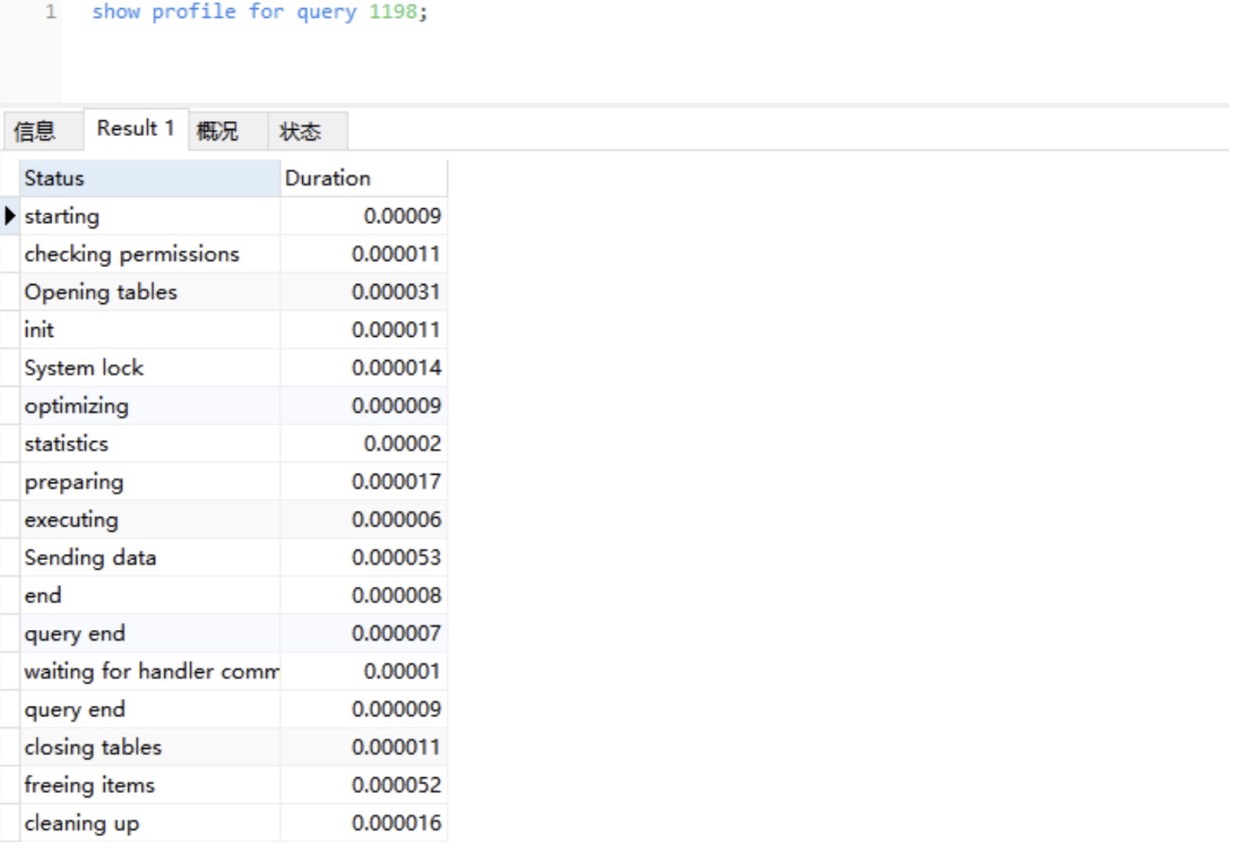 1 show profile for query 1198;
信息 Result 1 概况 状态
Status Duration
starting 0.00009
checking permissions 0.000011
Opening tables 0.000031
init 0.000011
System lock 0.000014
optimizing 0.000009
statistics 0.00002
preparing 0.000017
executing 0.000006
Sending data 0.000053
end 0.000008
query end 0.000007
waiting for handler comm 0.00001
query end 0.000009
closing tables 0.000011
freeing items 0.000052
cleaning up 0.000016